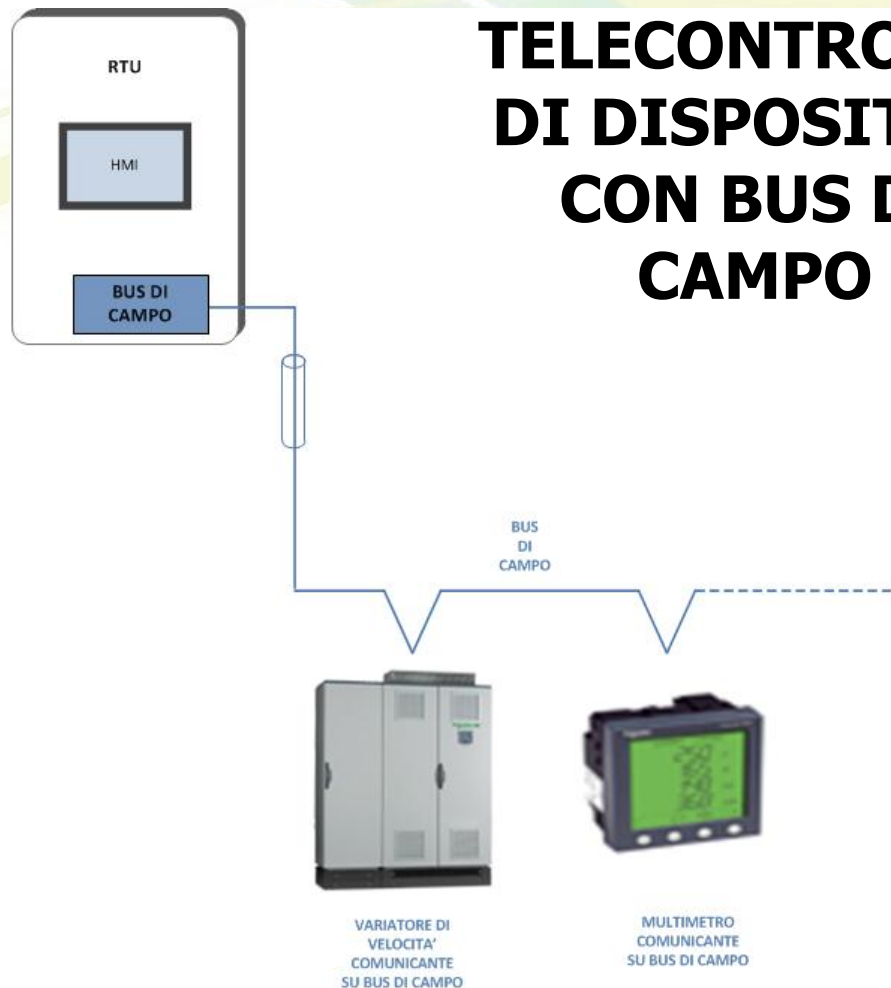 TELECONTRO
DI DISPOSIT
CON BUS D
CAMPO
RTU
HMI
BUS DI
CAMPO
BUS
DI
CAMPO
VARIATORE DI
VELOCITA'
COMUNICANTE
SU BUS DI CAMPO
MULTIMETRO
COMUNICANTE
SU BUS DI CAMPO